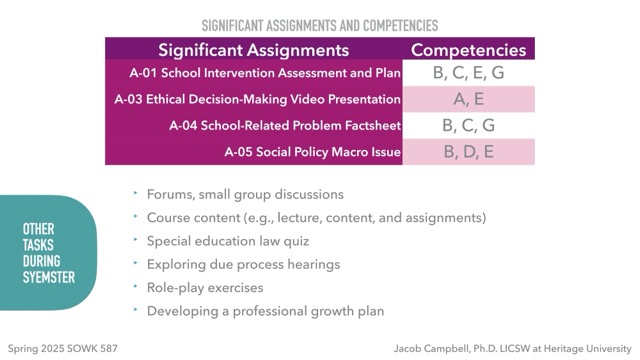 SIGNIFICANT ASSIGNMENTS AND COMPETENCIES
Significant Assignments Competencies
A-01 School Intervention Assessment and Plan B, C, E, G
A-03 Ethical Decision-Making Video Presentation A, E
A-04 School-Related Problem Factsheet B, C, G
A-05 Social Policy Macro Issue B, D, E
OTHER
TASKS
DURING
SYEMSTER
‣ Forums, small group discussions
‣ Course content (e.g., lecture, content, and assignments)
‣ Special education law quiz
‣ Exploring due process hearings
‣ Role-play exercises
‣ Developing a professional growth plan
Spring 2025 SOWK 587 Jacob Campbell, Ph.D. LICSW at Heritage University